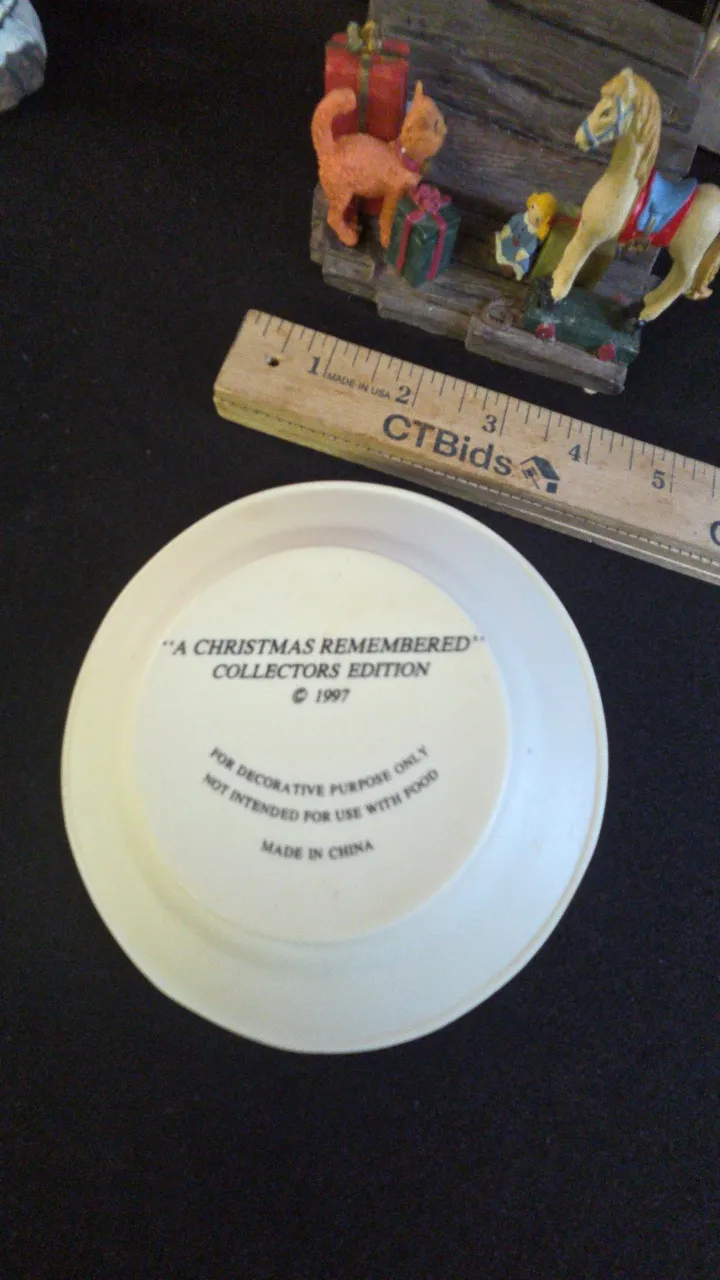 1 2 3 4 5
MADE IN USA
CTBids
"A CHRISTMAS REMEMBERED"
COLLECTORS EDITION
© 1997
FOR DECORATIVE PURPOSE ONLY
NOT INTENDED FOR USE WITH FOOD
MADE IN CHINA